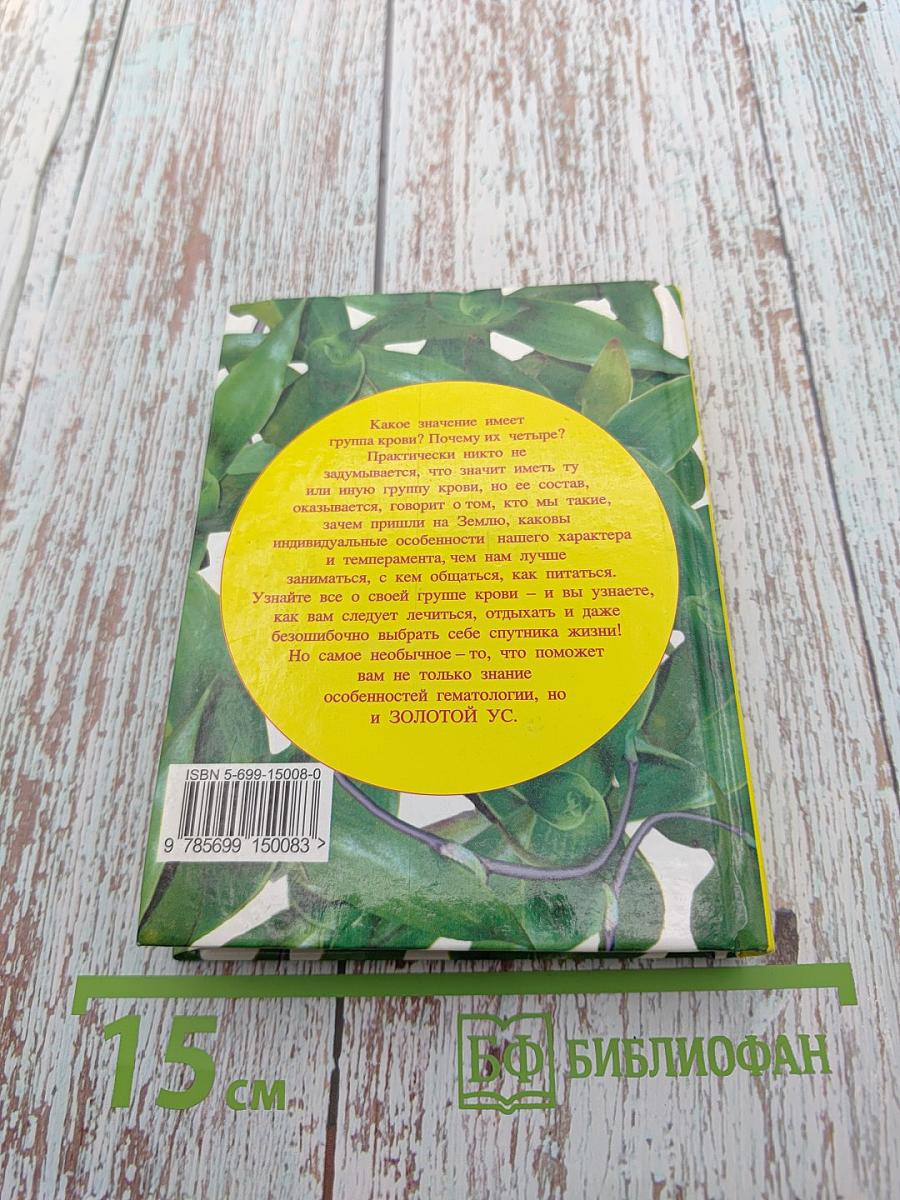 Какое значение имеет
группа крови? Почему их четыре?
Практически никто не
задумывается, что значит иметь ту
или иную группу крови, но ее состав,
оказывается, говорит о том, кто мы такие,
зачем пришли на Землю, каковы
индивидуальные особенности нашего характера
и темперамента, чем нам лучше
заниматься, с кем общаться, как питаться.
Узнайте все о своей группе крови – и вы узнаете,
как вам следует лечиться, отдыхать и даже
безошибочно выбрать себе спутника жизни!
Но самое необычное – то, что поможет
вам не только знание
особенностей гематологии, но
и ЗОЛОТОЙ УС.
ISBN 5-699-15008-0
9 785699 150083 >
15 см
БФ БИБЛИОФАН